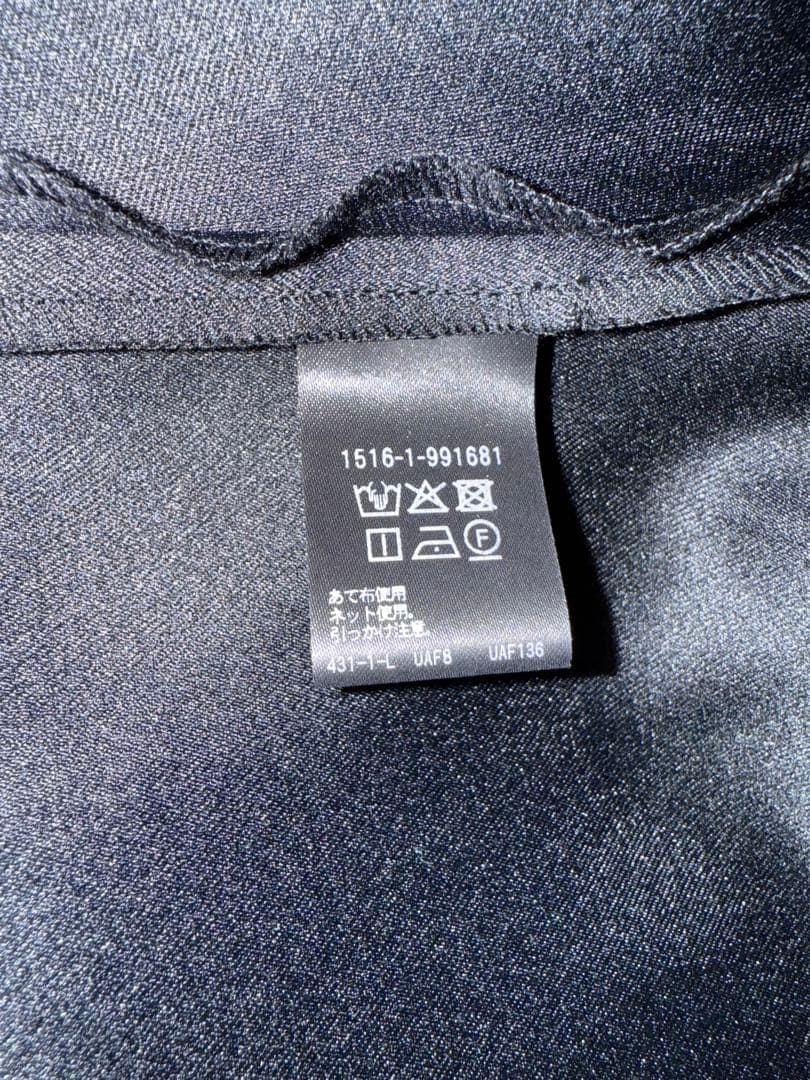 1516-1-991681
F
あて布使用
ネット使用。
引っかけ注意。
431-1-L UAF8 UAF136